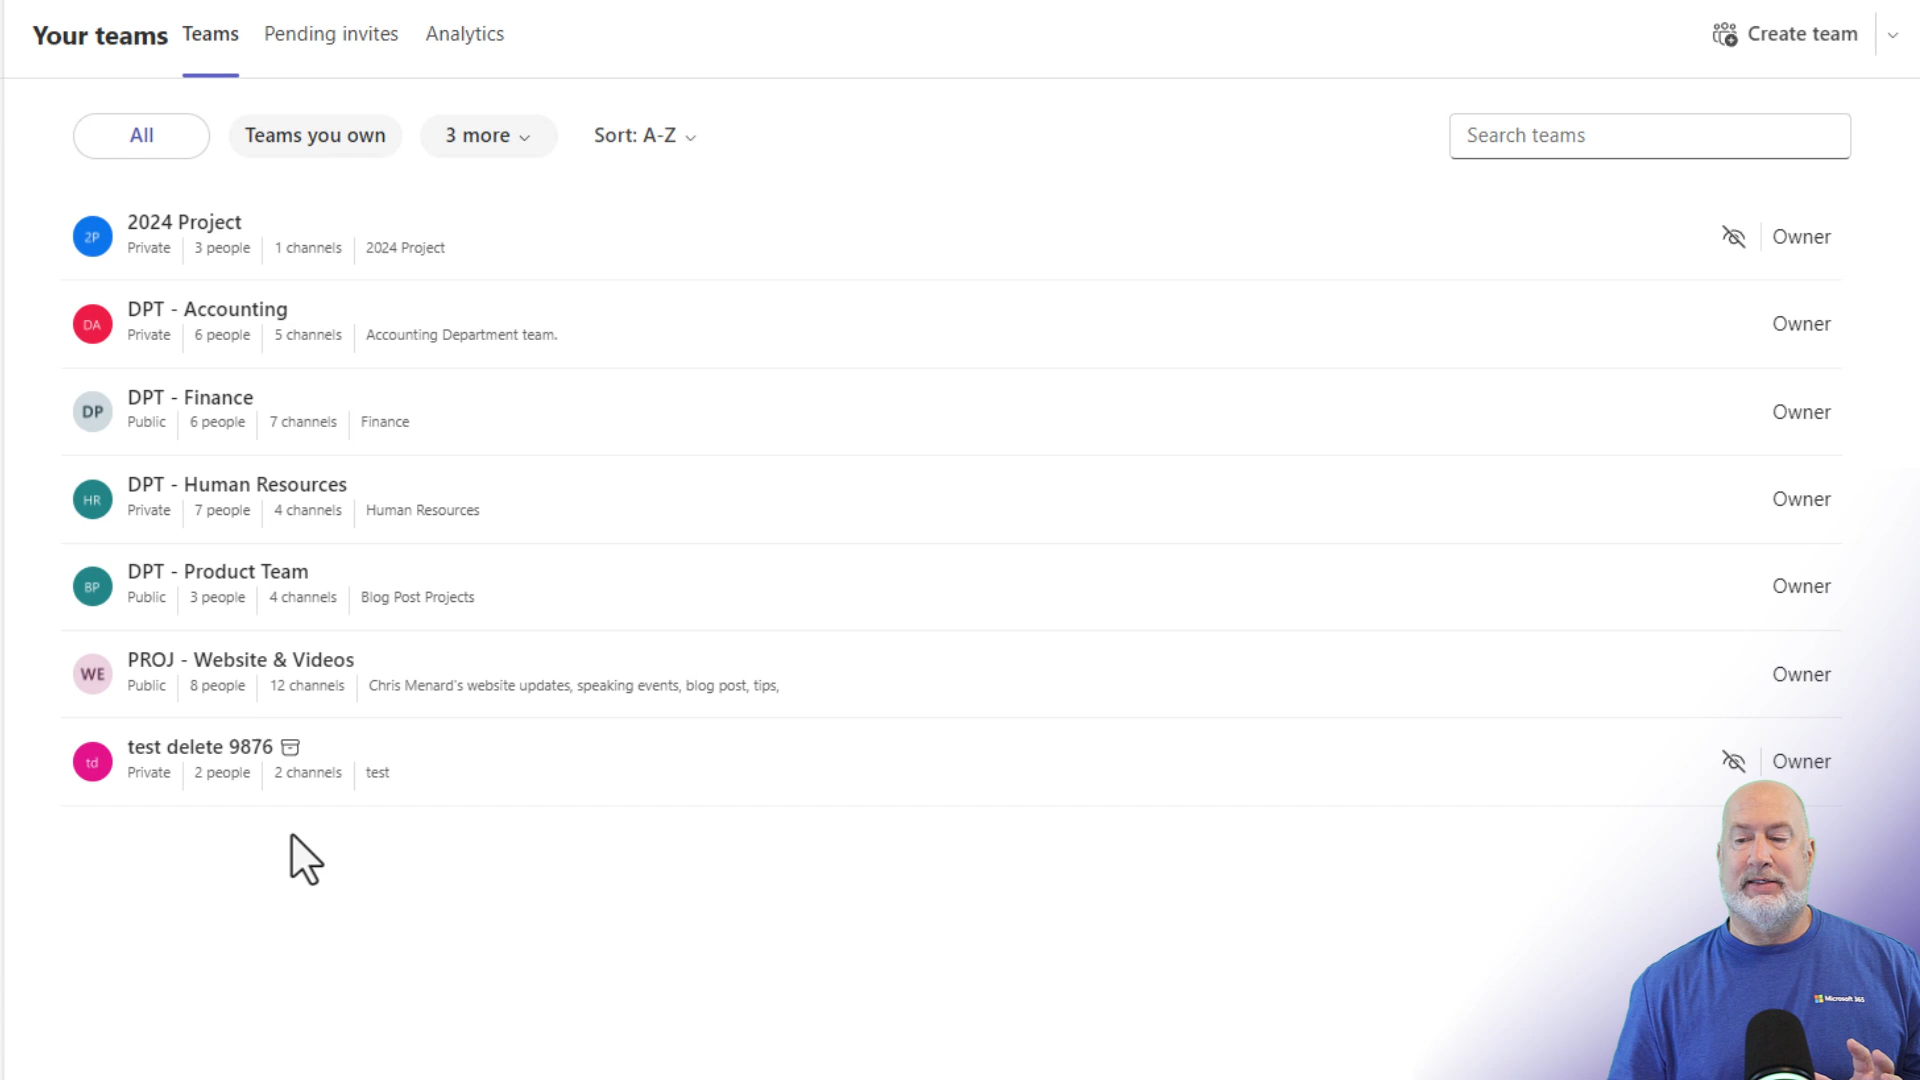 Your teams Teams Pending invites Analytics Create team
All Teams you own 3 more Sort: A-Z Search teams
2P 2024 Project
Private 3 people 1 channels 2024 Project
Owner
DA DPT - Accounting
Private 6 people 5 channels Accounting Department team.
Owner
DP DPT - Finance
Public 6 people 7 channels Finance
Owner
HR DPT - Human Resources
Private 7 people 4 channels Human Resources
Owner
BP DPT - Product Team
Public 3 people 4 channels Blog Post Projects
Owner
WE PROJ - Website & Videos
Public 8 people 12 channels Chris Menard's website updates, speaking events, blog post, tips,
Owner
td test delete 9876
Private 2 people 2 channels test
Owner
Microsoft 365